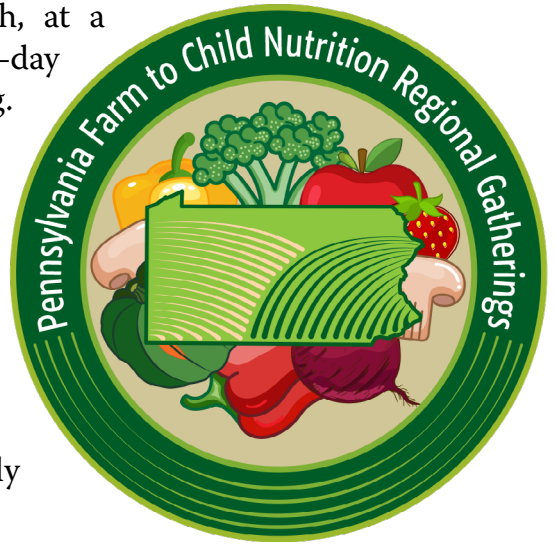 h, at a
-day
g.
Pennsylvania Farm to Child Nutrition Regional Gatherings
ly